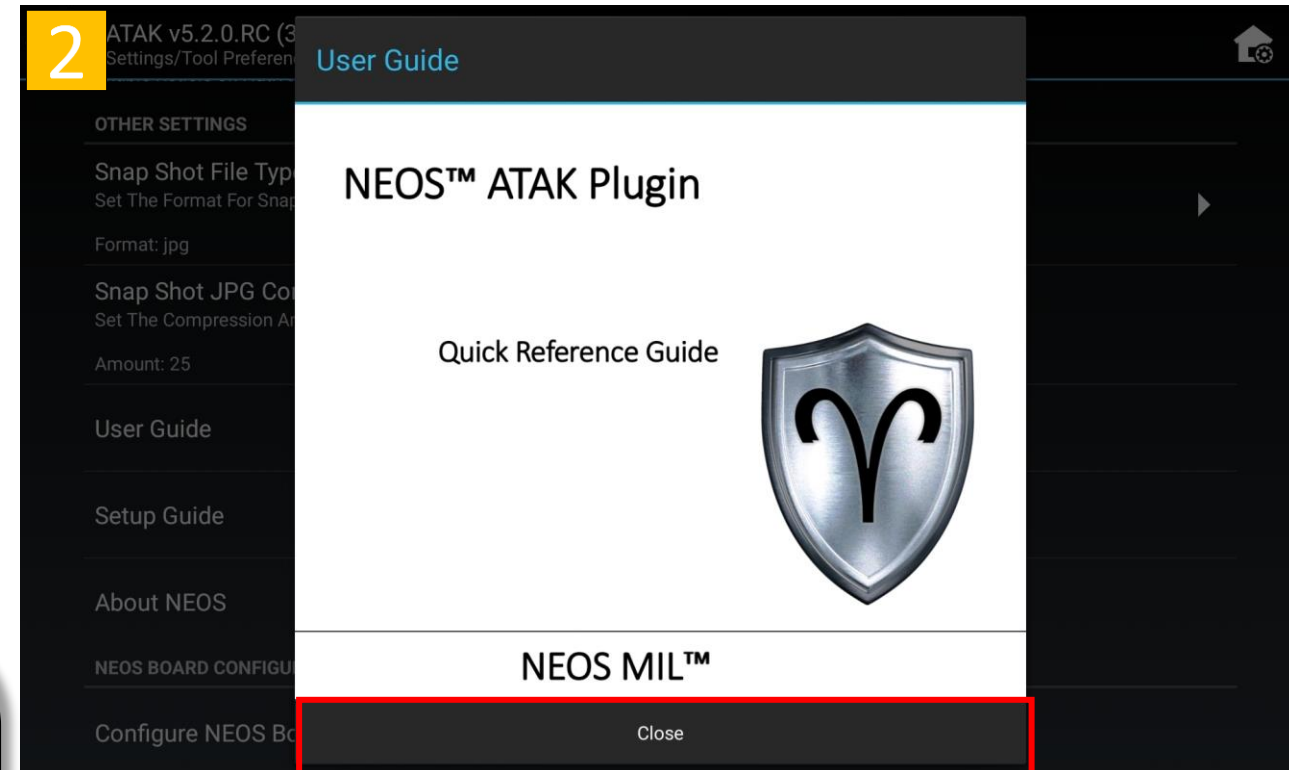 2
ATAK v5.2.0.RC (3
Settings/Tool Preferen
User Guide
OTHER SETTINGS
Snap Shot File Typ
Set The Format For Snap
Format: jpg
Snap Shot JPG Co
Set The Compression A
Amount: 25
User Guide
Setup Guide
About NEOS
NEOS BOARD CONFIGU
Configure NEOS Bo
NEOS™ ATAK Plugin
Quick Reference Guide
NEOS MIL™
Close